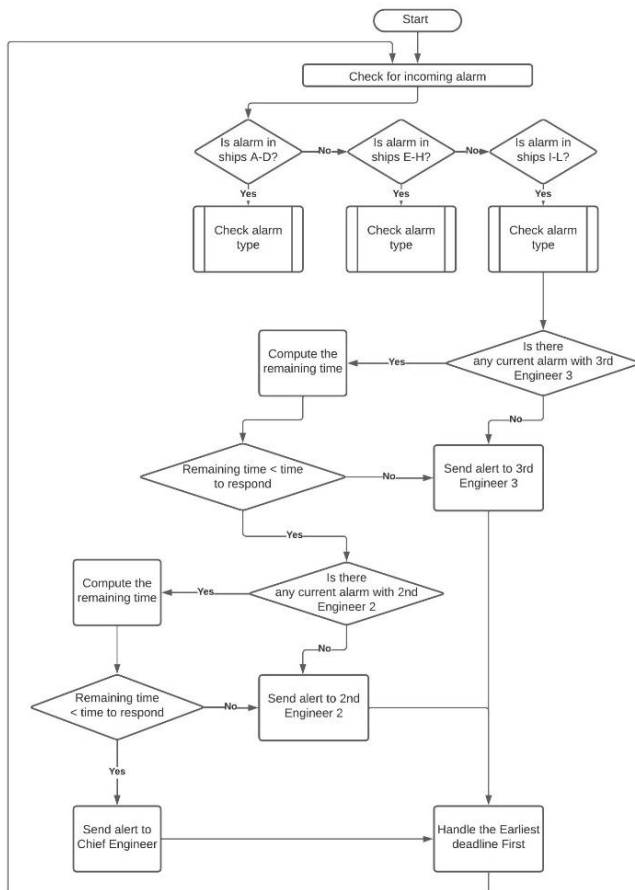 Start
Check for incoming alarm
Is alarm in
ships A-D?
No
Is alarm in
ships E-H?
No
Is alarm in
ships I-L?
Yes
Yes
Yes
Check alarm
type
Check alarm
type
Check alarm
type
Is there
any current alarm with 3rd
Engineer 3
Yes
Compute the
remaining time
No
Remaining time < time
to respond
No
Send alert to 3rd
Engineer 3
Yes
Is there
any current alarm with 2nd
Engineer 2
Yes
Compute the
remaining time
No
Remaining time
< time to respond
No
Send alert to 2nd
Engineer 2
Yes
Send alert to
Chief Engineer
Handle the Earliest
deadline First